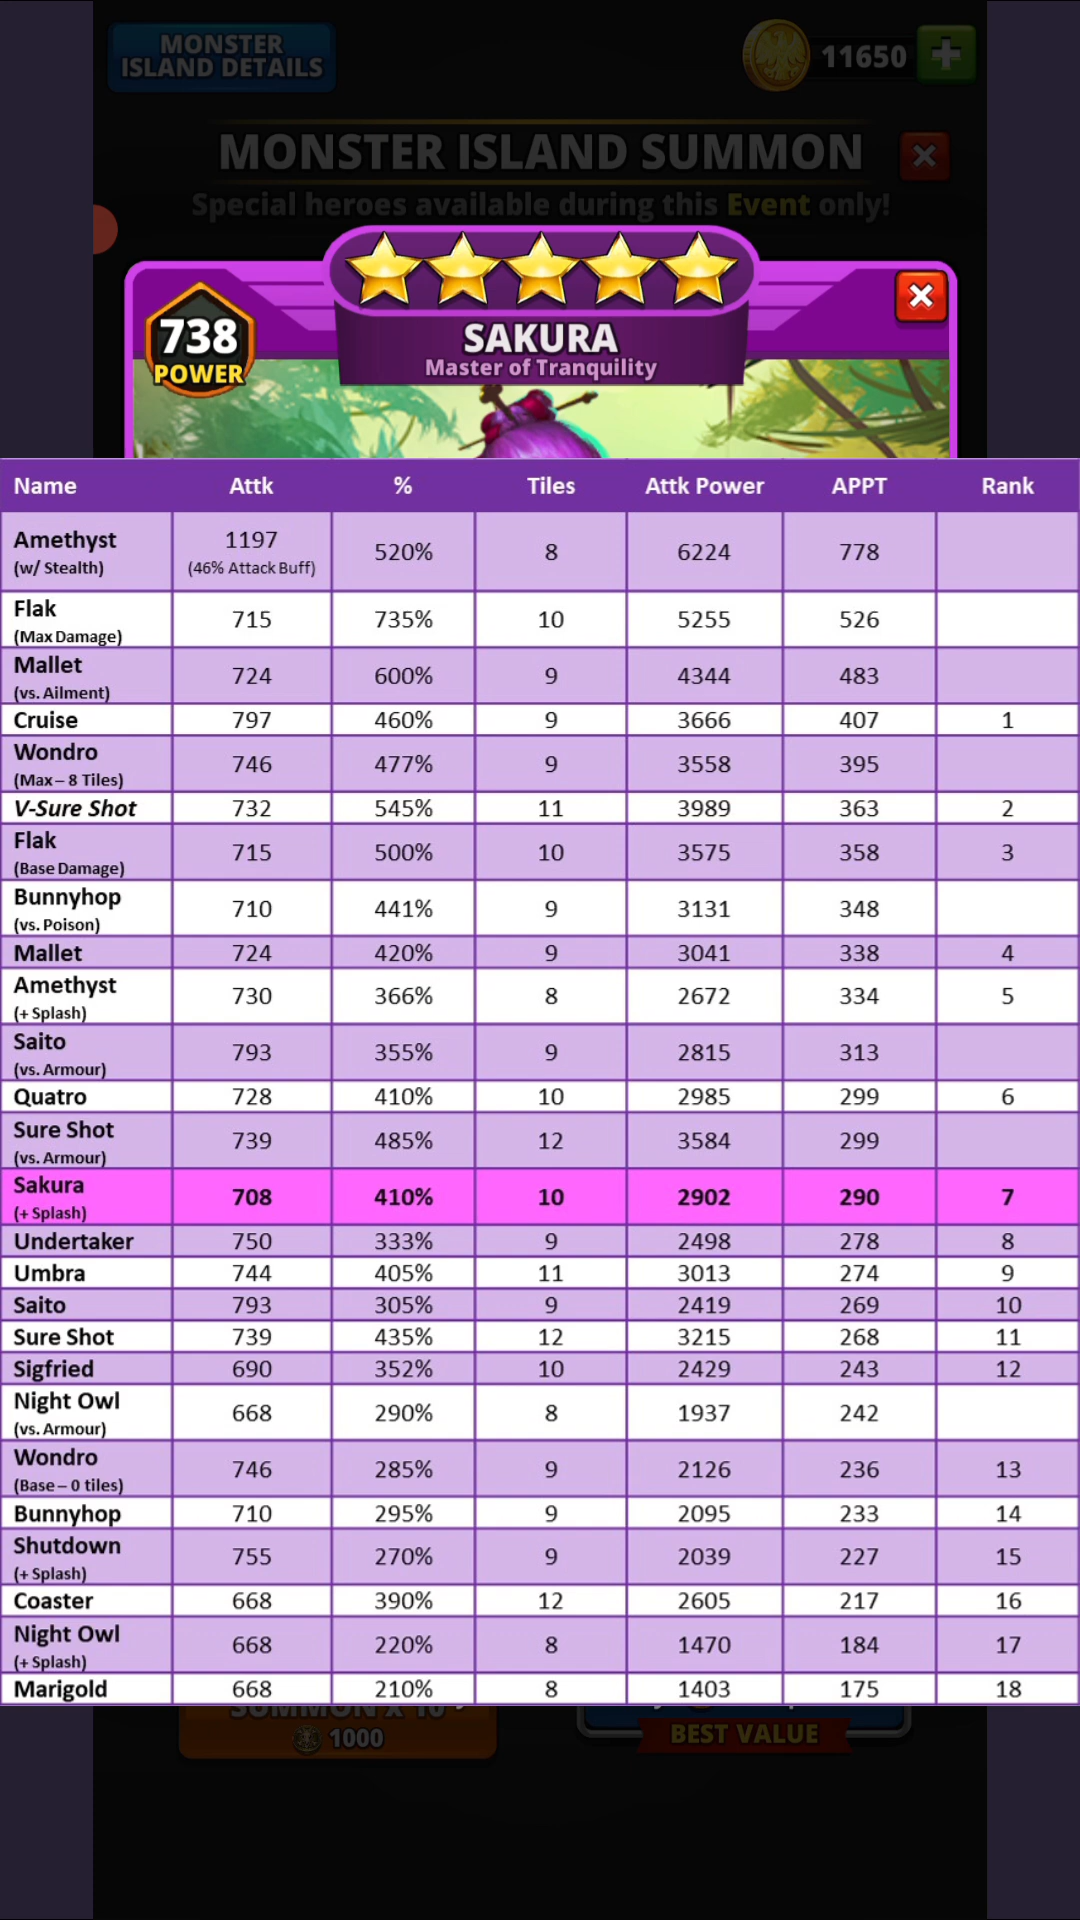 MONSTER
ISLAND DETAILS
11650
MONSTER ISLAND SUMMON
Special heroes available during this Event only!
738
POWER
SAKURA
Master of Tranquility
Name Attk % Tiles Attk Power APPT Rank
Amethyst
(w/ Stealth) 1197
(46% Attack Buff) 520% 8 6224 778
Flak
(Max Damage) 715 735% 10 5255 526
Mallet
(vs. Ailment) 724 600% 9 4344 483
Cruise 797 460% 9 3666 407 1
Wondro
(Max – 8 Tiles) 746 477% 9 3558 395
V-Sure Shot 732 545% 11 3989 363 2
Flak
(Base Damage) 715 500% 10 3575 358 3
Bunnyhop
(vs. Poison) 710 441% 9 3131 348
Mallet 724 420% 9 3041 338 4
Amethyst
(+ Splash) 730 366% 8 2672 334 5
Saito
(vs. Armour) 793 355% 9 2815 313
Quatro 728 410% 10 2985 299 6
Sure Shot
(vs. Armour) 739 485% 12 3584 299
Sakura
(+ Splash) 708 410% 10 2902 290 7
Undertaker 750 333% 9 2498 278 8
Umbra 744 405% 11 3013 274 9
Saito 793 305% 9 2419 269 10
Sure Shot 739 435% 12 3215 268 11
Sigfried 690 352% 10 2429 243 12
Night Owl
(vs. Armour) 668 290% 8 1937 242
Wondro
(Base – 0 tiles) 746 285% 9 2126 236 13
Bunnyhop 710 295% 9 2095 233 14
Shutdown
(+ Splash) 755 270% 9 2039 227 15
Coaster 668 390% 12 2605 217 16
Night Owl
(+ Splash) 668 220% 8 1470 184 17
Marigold 668 210% 8 1403 175 18
SUMMON x 10
1000
BEST VALUE